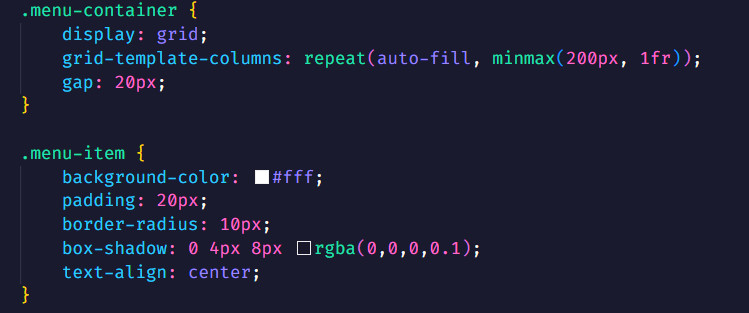 .menu-container {
    display: grid;
    grid-template-columns: repeat(auto-fill, minmax(200px, 1fr));
    gap: 20px;
}

.menu-item {
    background-color: #fff;
    padding: 20px;
    border-radius: 10px;
    box-shadow: 0 4px 8px rgba(0,0,0,0.1);
    text-align: center;
}